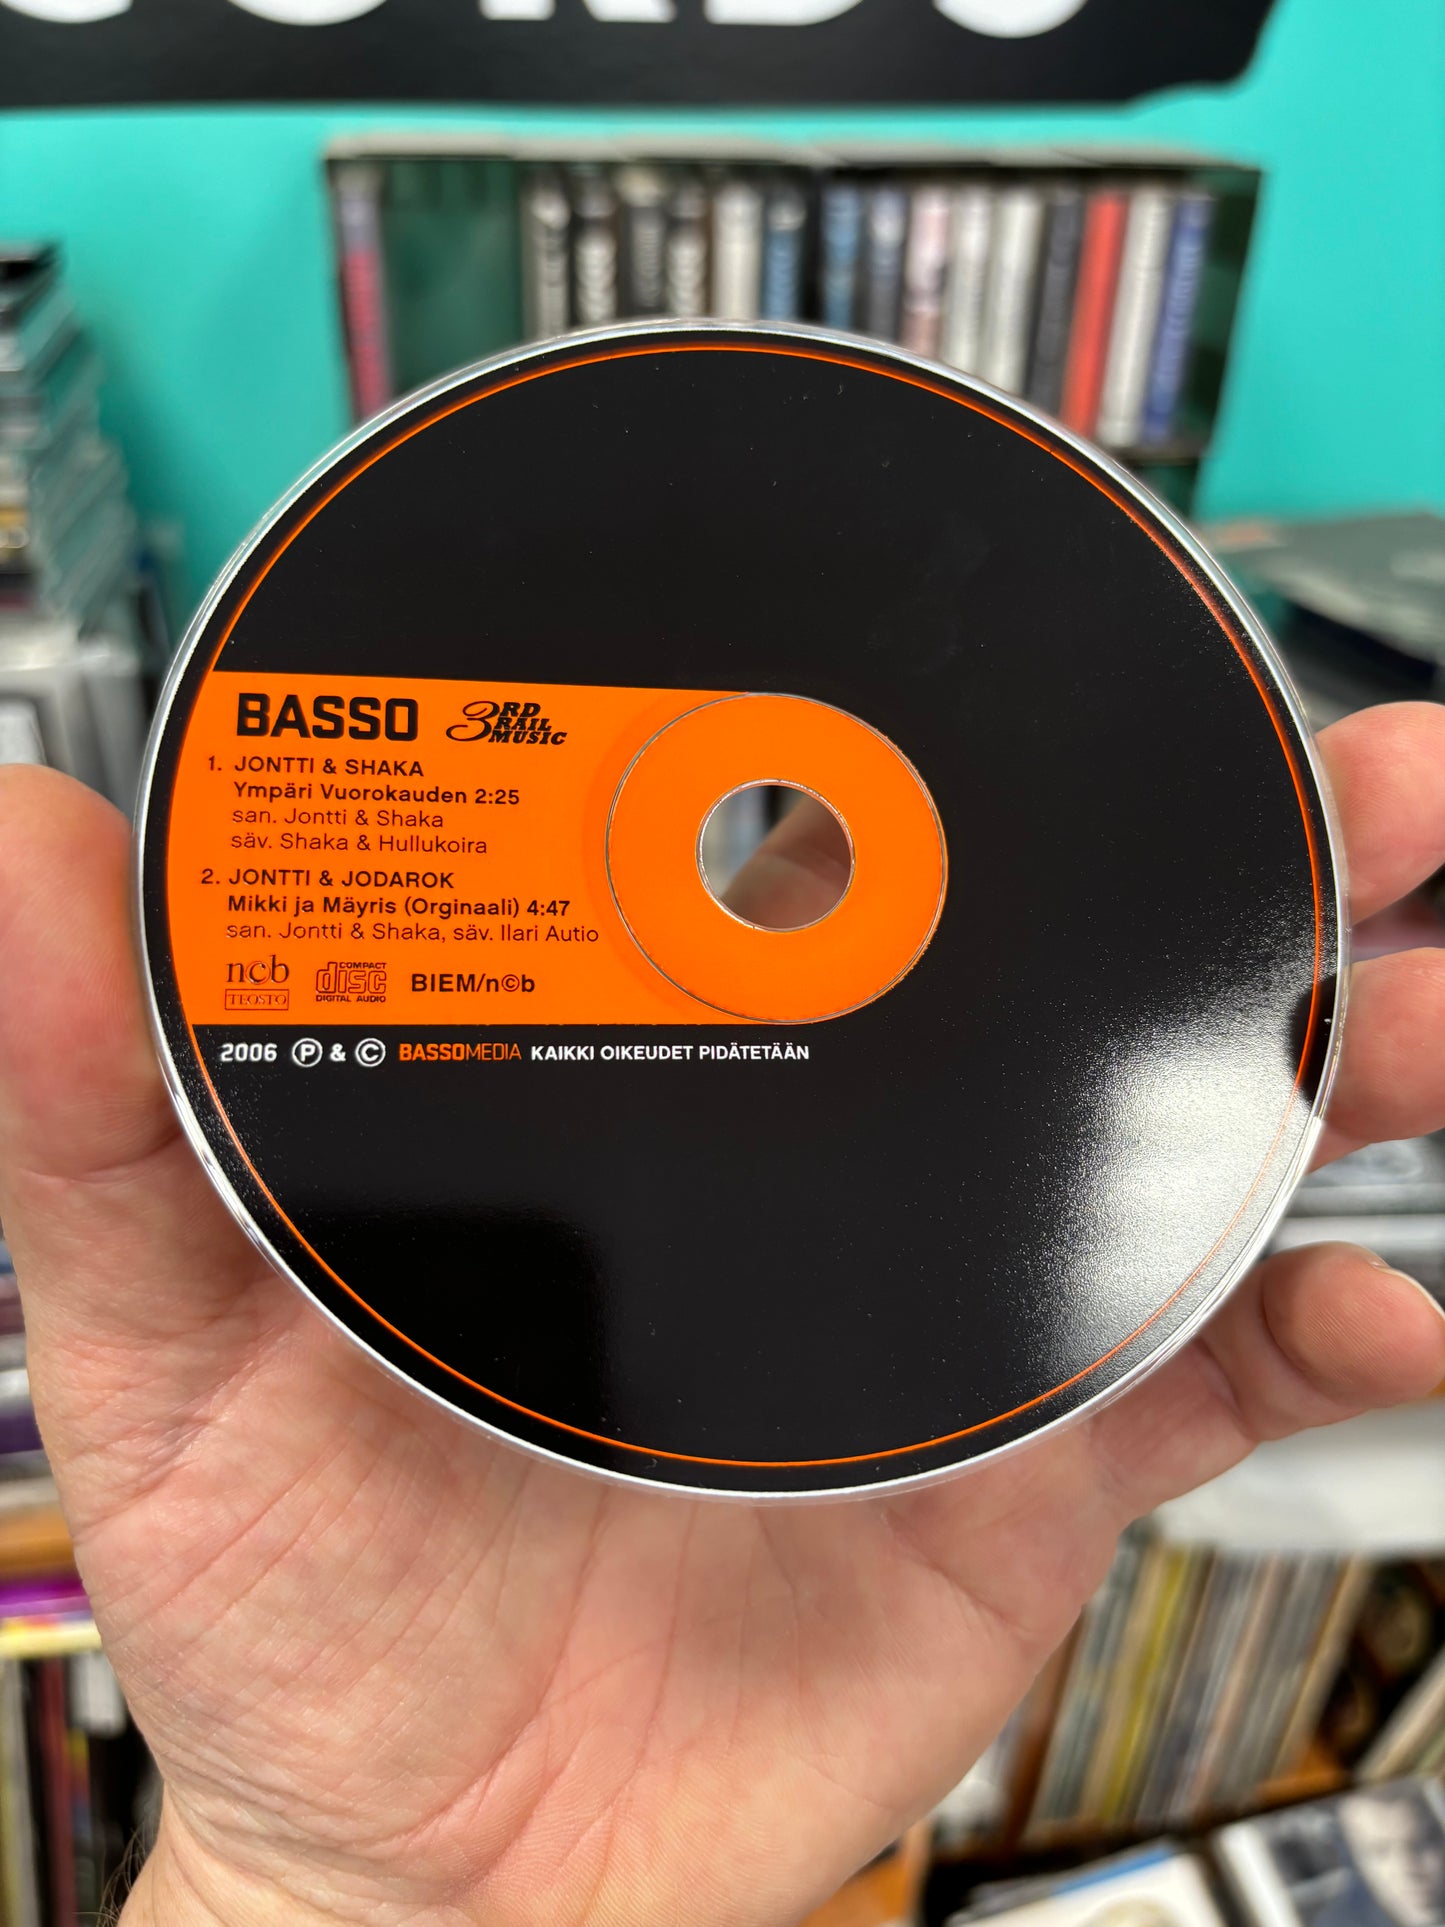 BASSO 3RD RAIL MUSIC
1. JONTTI & SHAKA
Ympäri Vuorokauden 2:25
san. Jontti & Shaka
säv. Shaka & Hullukoira
2. JONTTI & JODAROK
Mikki ja Mäyris (Orginaali) 4:47
san. Jontti & Shaka, säv. Ilari Autio
n©b
TEOSTO
COMPACT
disc
DIGITAL AUDIO
BIEM/n©b
2006 Ⓟ & © BASSOMEDIA KAIKKI OIKEUDET PIDÄTETÄÄN